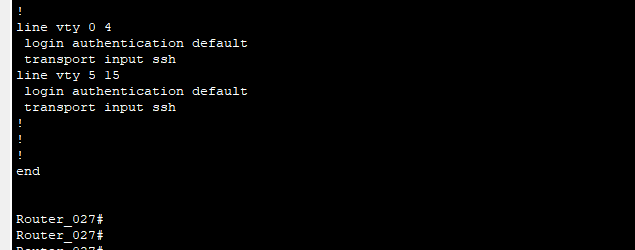 !
line vty 0 4
 login authentication default
 transport input ssh
line vty 5 15
 login authentication default
 transport input ssh
!
!
!
end
Router_027#
Router_027#
Router_027#